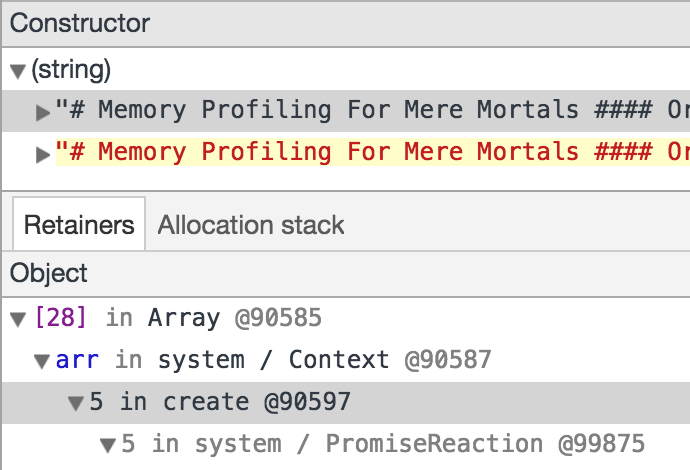 Constructor
(string)
"# Memory Profiling For Mere Mortals #### Or
"# Memory Profiling For Mere Mortals #### Or
Retainers Allocation stack
Object
[28] in Array @90585
arr in system / Context @90587
5 in create @90597
5 in system / PromiseReaction @99875